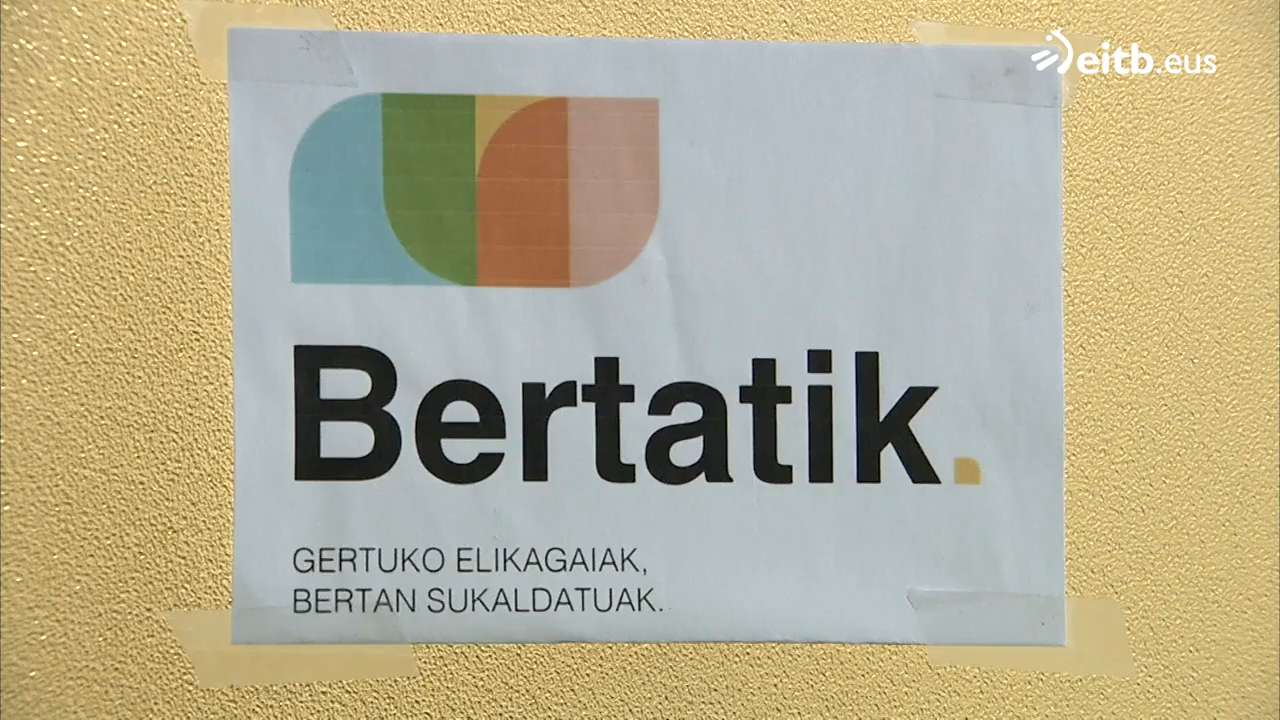 eitb.eus
Bertatik.
GERTUKO ELIKAGAIAK,
BERTAN SUKALDATUAK.